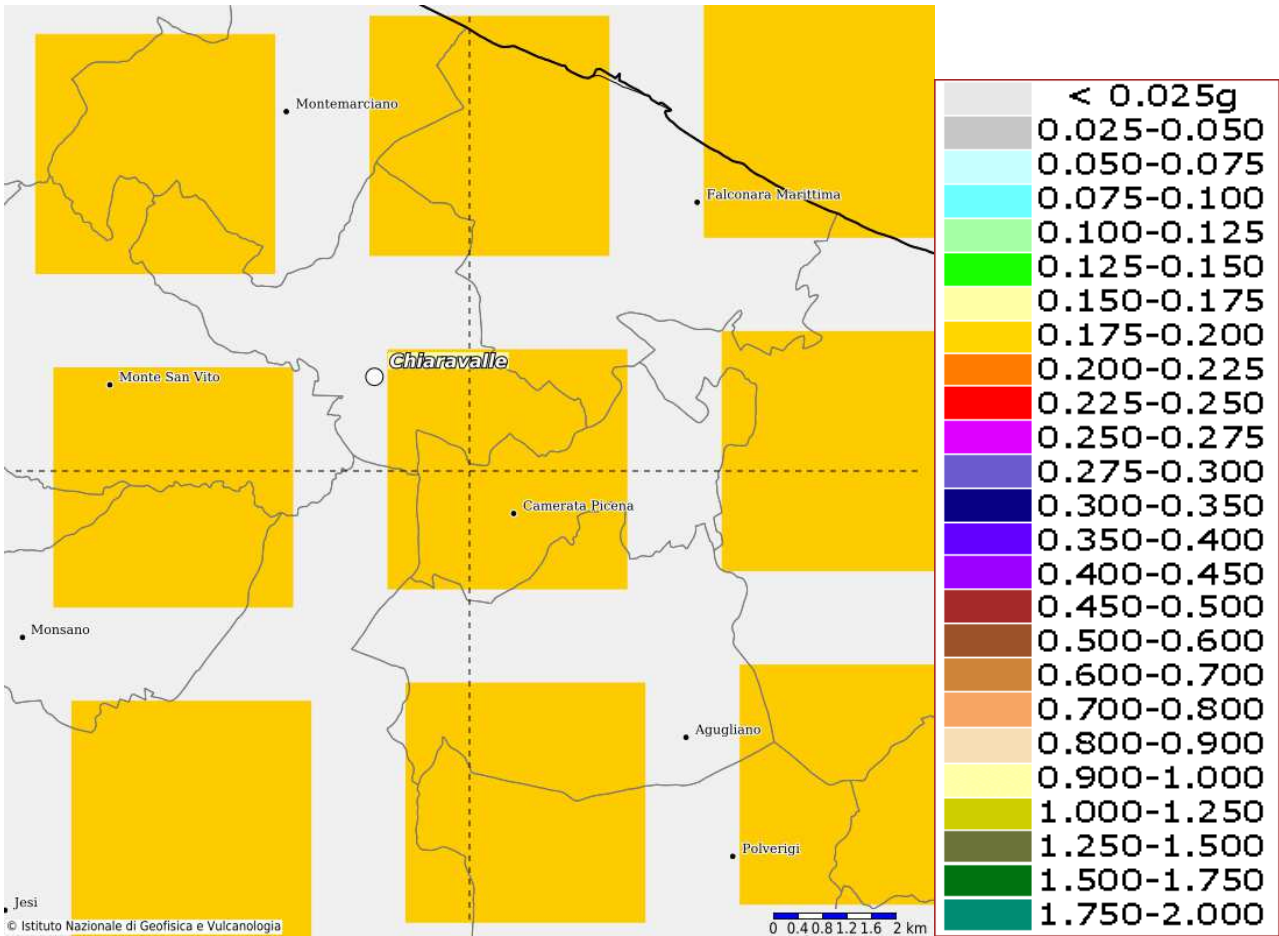 Montemarciano
Falconara Marittima
Chiaravalle
Monte San Vito
Camerata Picena
Monsano
Agugliano
Polverigi
Jesi
© Istituto Nazionale di Geofisica e Vulcanologia
0 0.4 0.8 1.2 1.6 2 km
< 0.025g
0.025-0.050
0.050-0.075
0.075-0.100
0.100-0.125
0.125-0.150
0.150-0.175
0.175-0.200
0.200-0.225
0.225-0.250
0.250-0.275
0.275-0.300
0.300-0.350
0.350-0.400
0.400-0.450
0.450-0.500
0.500-0.600
0.600-0.700
0.700-0.800
0.800-0.900
0.900-1.000
1.000-1.250
1.250-1.500
1.500-1.750
1.750-2.000